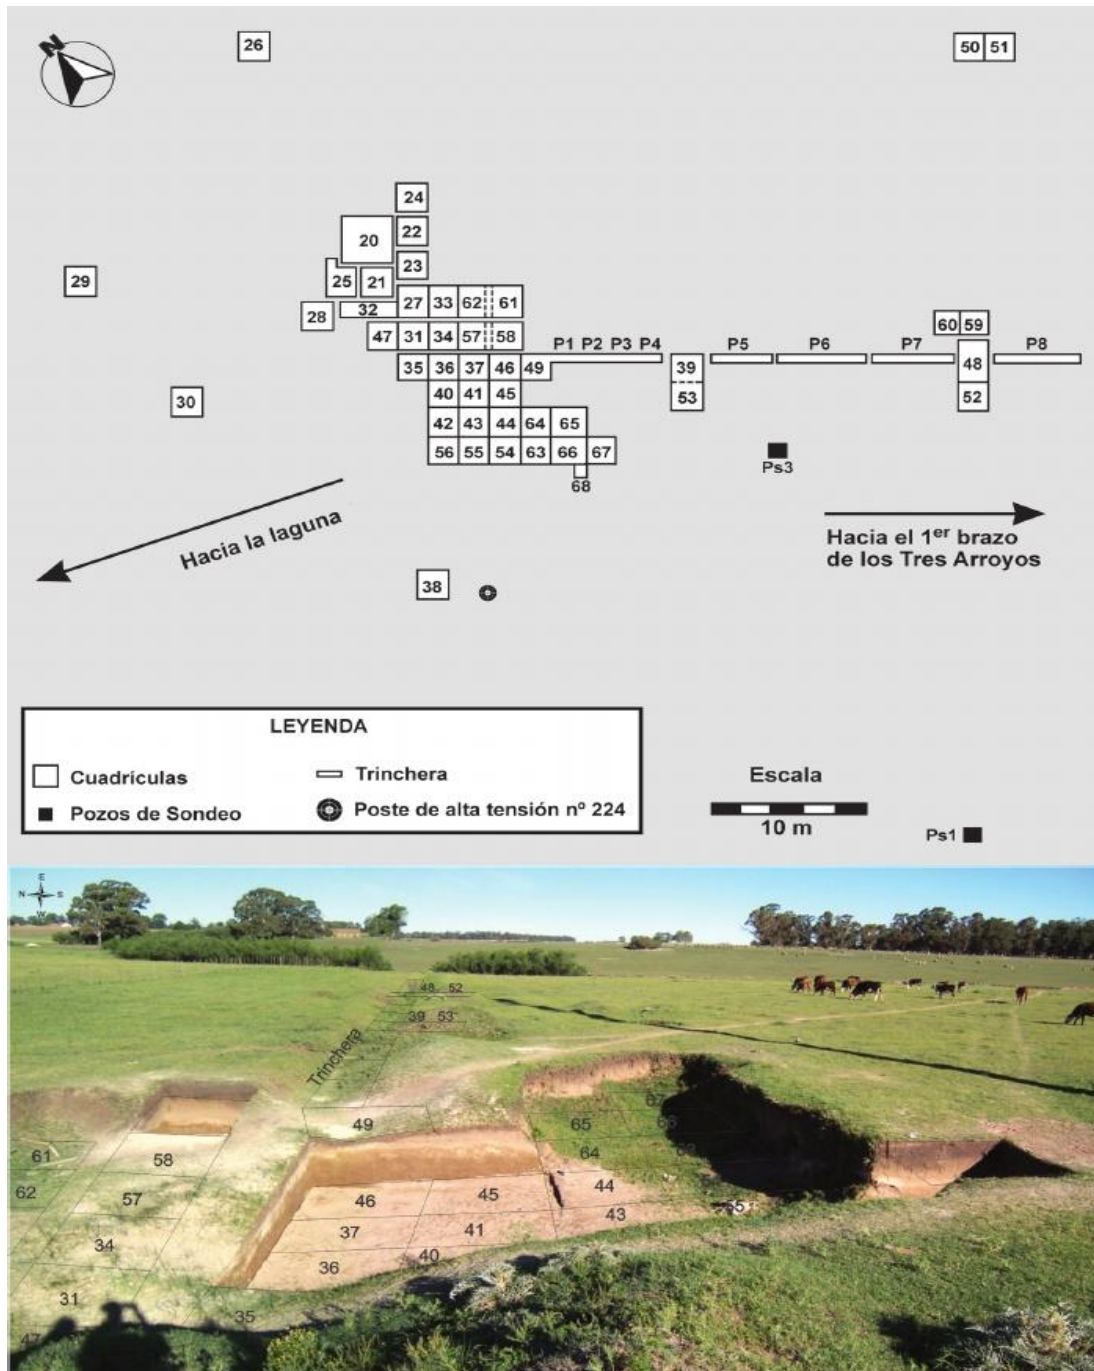 N
26
50 51
24
20 22
23
29
25 21
27 33 62 61
32
28
60 59
47 31 34 57 58
P1 P2 P3 P4 P5 P6 P7 P8
35 36 37 46 49 39 48
40 41 45 53 52
30
42 43 44 64 65
56 55 54 63 66 67
Ps3
68
Hacia la laguna
Hacia el 1er brazo
de los Tres Arroyos
38
LEYENDA
Cuadrículas Trinchera
Pozos de Sondeo Poste de alta tensión nº 224
Escala
10 m
Ps1
E
N S
W
48 52
39 53
Trinchera
67
49 65 66
61 58 64 63
62 57 46 45 44
55
34 37 41 43
36 40
31 35
47